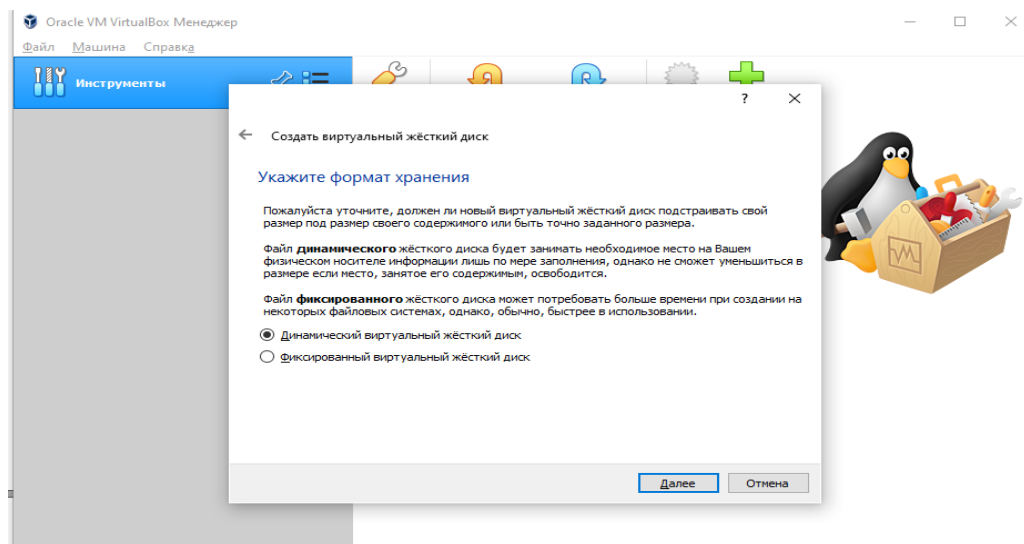 Oracle VM VirtualBox Менеджер
Файл Машина Справка
Инструменты
?
Создать виртуальный жёсткий диск
Укажите формат хранения
Пожалуйста уточните, должен ли новый виртуальный жёсткий диск подстраивать свой
размер под размер своего содержимого или быть точно заданного размера.
Файл динамического жёсткого диска будет занимать необходимое место на Вашем
физическом носителе информации лишь по мере заполнения, однако не сможет уменьшиться в
размере если место, занятое его содержимым, освободится.
Файл фиксированного жёсткого диска может потребовать больше времени при создании на
некоторых файловых системах, однако, обычно, быстрее в использовании.
Динамический виртуальный жёсткий диск
Фиксированный виртуальный жёсткий диск
Далее Отмена